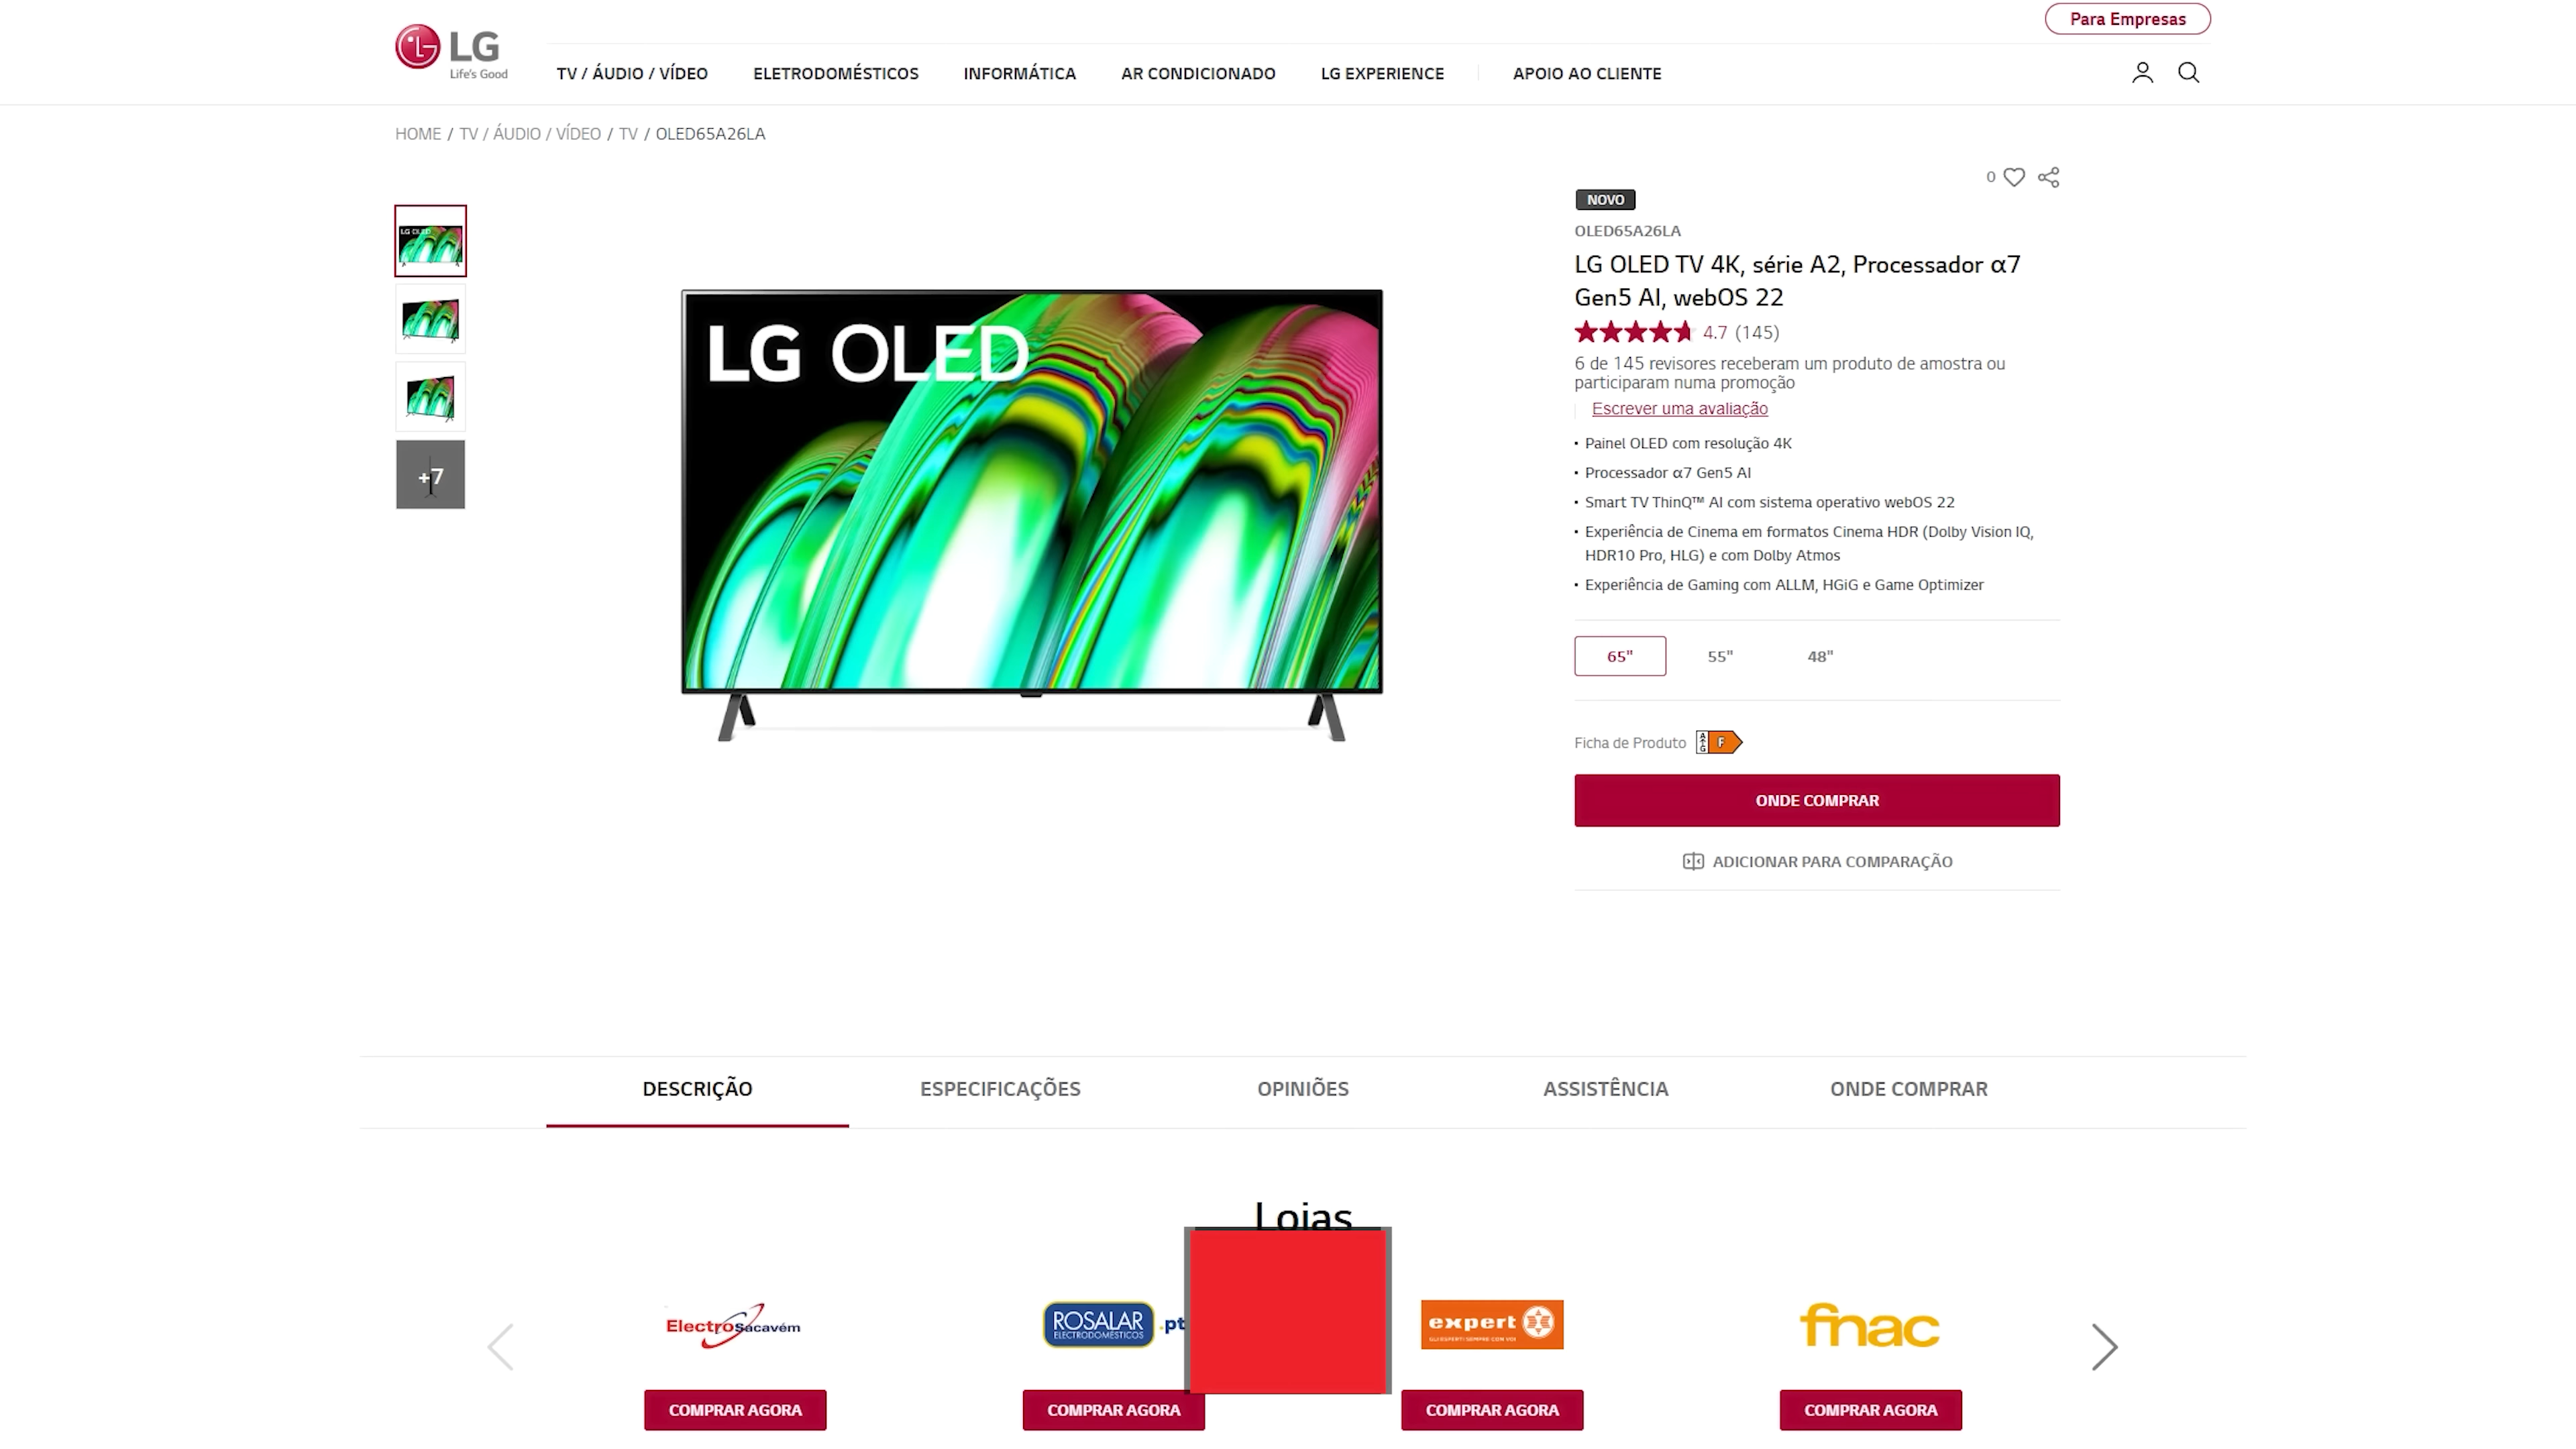 Para Empresas
LG
Life's Good
TV / ÁUDIO / VÍDEO
ELETRODOMÉSTICOS
INFORMÁTICA
AR CONDICIONADO
LG EXPERIENCE
APOIO AO CLIENTE
HOME / TV / ÁUDIO / VÍDEO / TV / OLED65A26LA
LG OLED
+7
LG OLED
0
NOVO
OLED65A26LA
LG OLED TV 4K, série A2, Processador α7
Gen5 AI, webOS 22
4.7 (145)
6 de 145 revisores receberam um produto de amostra ou
participaram numa promoção
Escrever uma avaliação
• Painel OLED com resolução 4K
• Processador α7 Gen5 AI
• Smart TV ThinQ™ AI com sistema operativo webOS 22
• Experiência de Cinema em formatos Cinema HDR (Dolby Vision IQ,
HDR10 Pro, HLG) e com Dolby Atmos
• Experiência de Gaming com ALLM, HGiG e Game Optimizer
65"
55"
48"
Ficha de Produto
A G F
ONDE COMPRAR
ADICIONAR PARA COMPARAÇÃO
DESCRIÇÃO
ESPECIFICAÇÕES
OPINIÕES
ASSISTÊNCIA
ONDE COMPRAR
Lojas
ElectroSacavém
ROSALAR .pt
ELECTRODOMÉSTICOS
expert
fnac
COMPRAR AGORA
COMPRAR AGORA
COMPRAR AGORA
COMPRAR AGORA